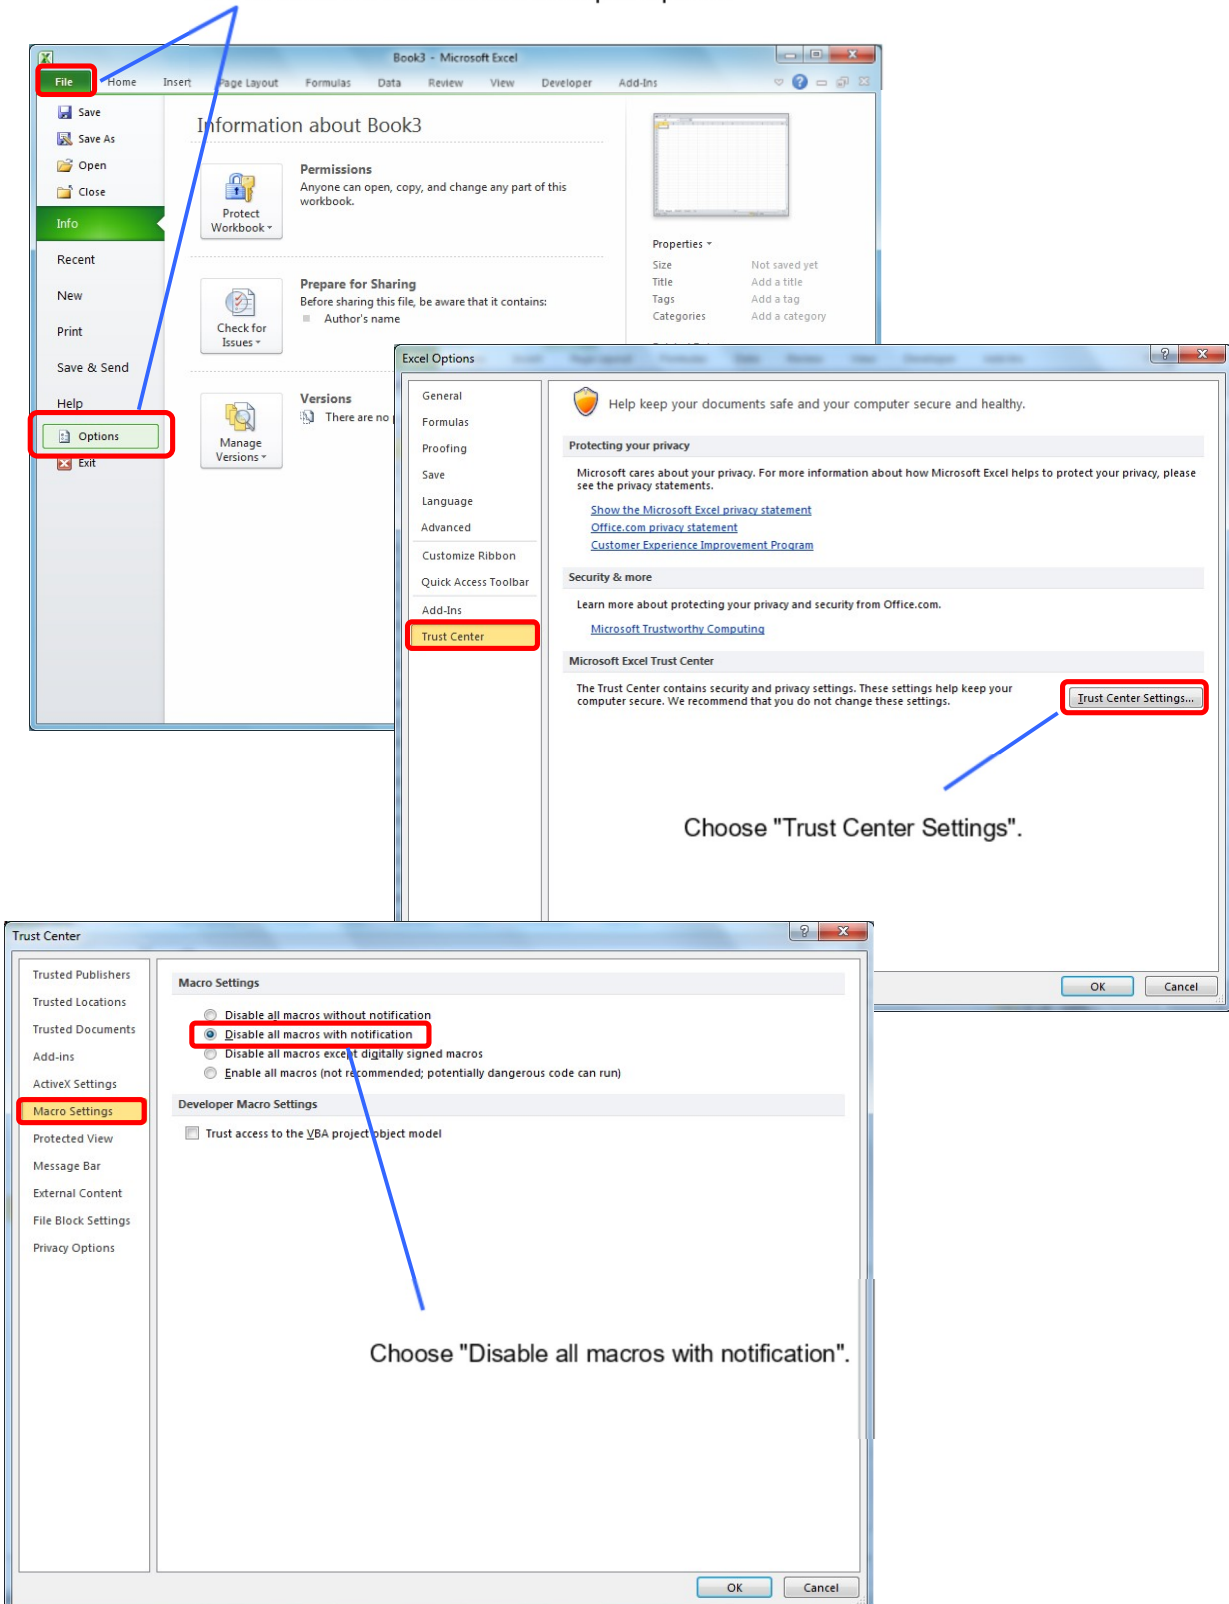 Book3 - Microsoft Excel
File Home Insert Page Layout Formulas Data Review View Developer Add-Ins
Save
Save As
Open
Close
Info
Recent
New
Print
Save & Send
Help
Options
Exit
Information about Book3
Protect
Workbook
Permissions
Anyone can open, copy, and change any part of this
workbook.
Check for
Issues
Prepare for Sharing
Before sharing this file, be aware that it contains:
Author's name
Manage
Versions
Versions
There are no
Properties
Size Not saved yet
Title Add a title
Tags Add a tag
Categories Add a category
Excel Options
General
Formulas
Proofing
Save
Language
Advanced
Customize Ribbon
Quick Access Toolbar
Add-Ins
Trust Center
Help keep your documents safe and your computer secure and healthy.
Protecting your privacy
Microsoft cares about your privacy. For more information about how Microsoft Excel helps to protect your privacy, please
see the privacy statements.
Show the Microsoft Excel privacy statement
Office.com privacy statement
Customer Experience Improvement Program
Security & more
Learn more about protecting your privacy and security from Office.com.
Microsoft Trustworthy Computing
Microsoft Excel Trust Center
The Trust Center contains security and privacy settings. These settings help keep your
computer secure. We recommend that you do not change these settings.
Trust Center Settings...
Choose "Trust Center Settings".
OK Cancel
Trust Center
Trusted Publishers
Trusted Locations
Trusted Documents
Add-ins
ActiveX Settings
Macro Settings
Protected View
Message Bar
External Content
File Block Settings
Privacy Options
Macro Settings
Disable all macros without notification
Disable all macros with notification
Disable all macros except digitally signed macros
Enable all macros (not recommended; potentially dangerous code can run)
Developer Macro Settings
Trust access to the VBA project object model
Choose "Disable all macros with notification".
OK Cancel